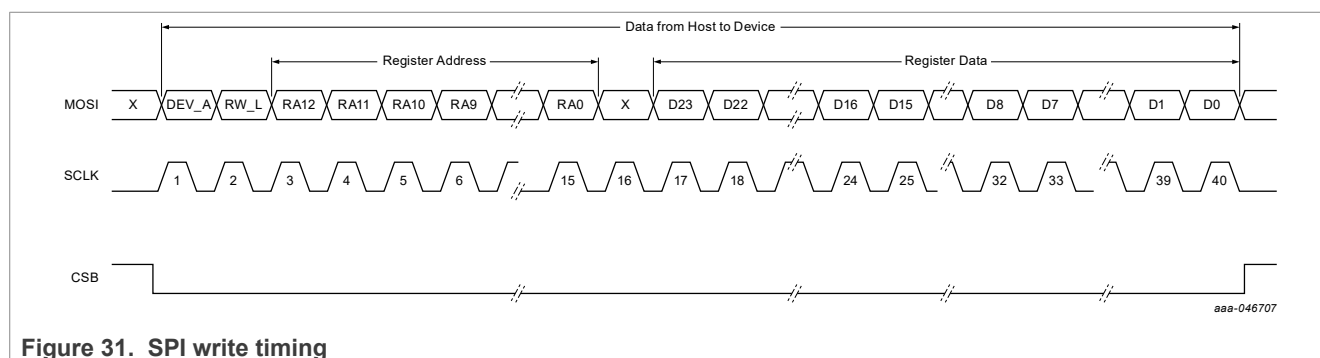 Data from Host to Device
Register Address Register Data
MOSI X DEV_A RW_L RA12 RA11 RA10 RA9 RA0 X D23 D22 D16 D15 D8 D7 D1 D0
SCLK 1 2 3 4 5 6 15 16 17 18 24 25 32 33 39 40
CSB
aaa-046707
Figure 31. SPI write timing